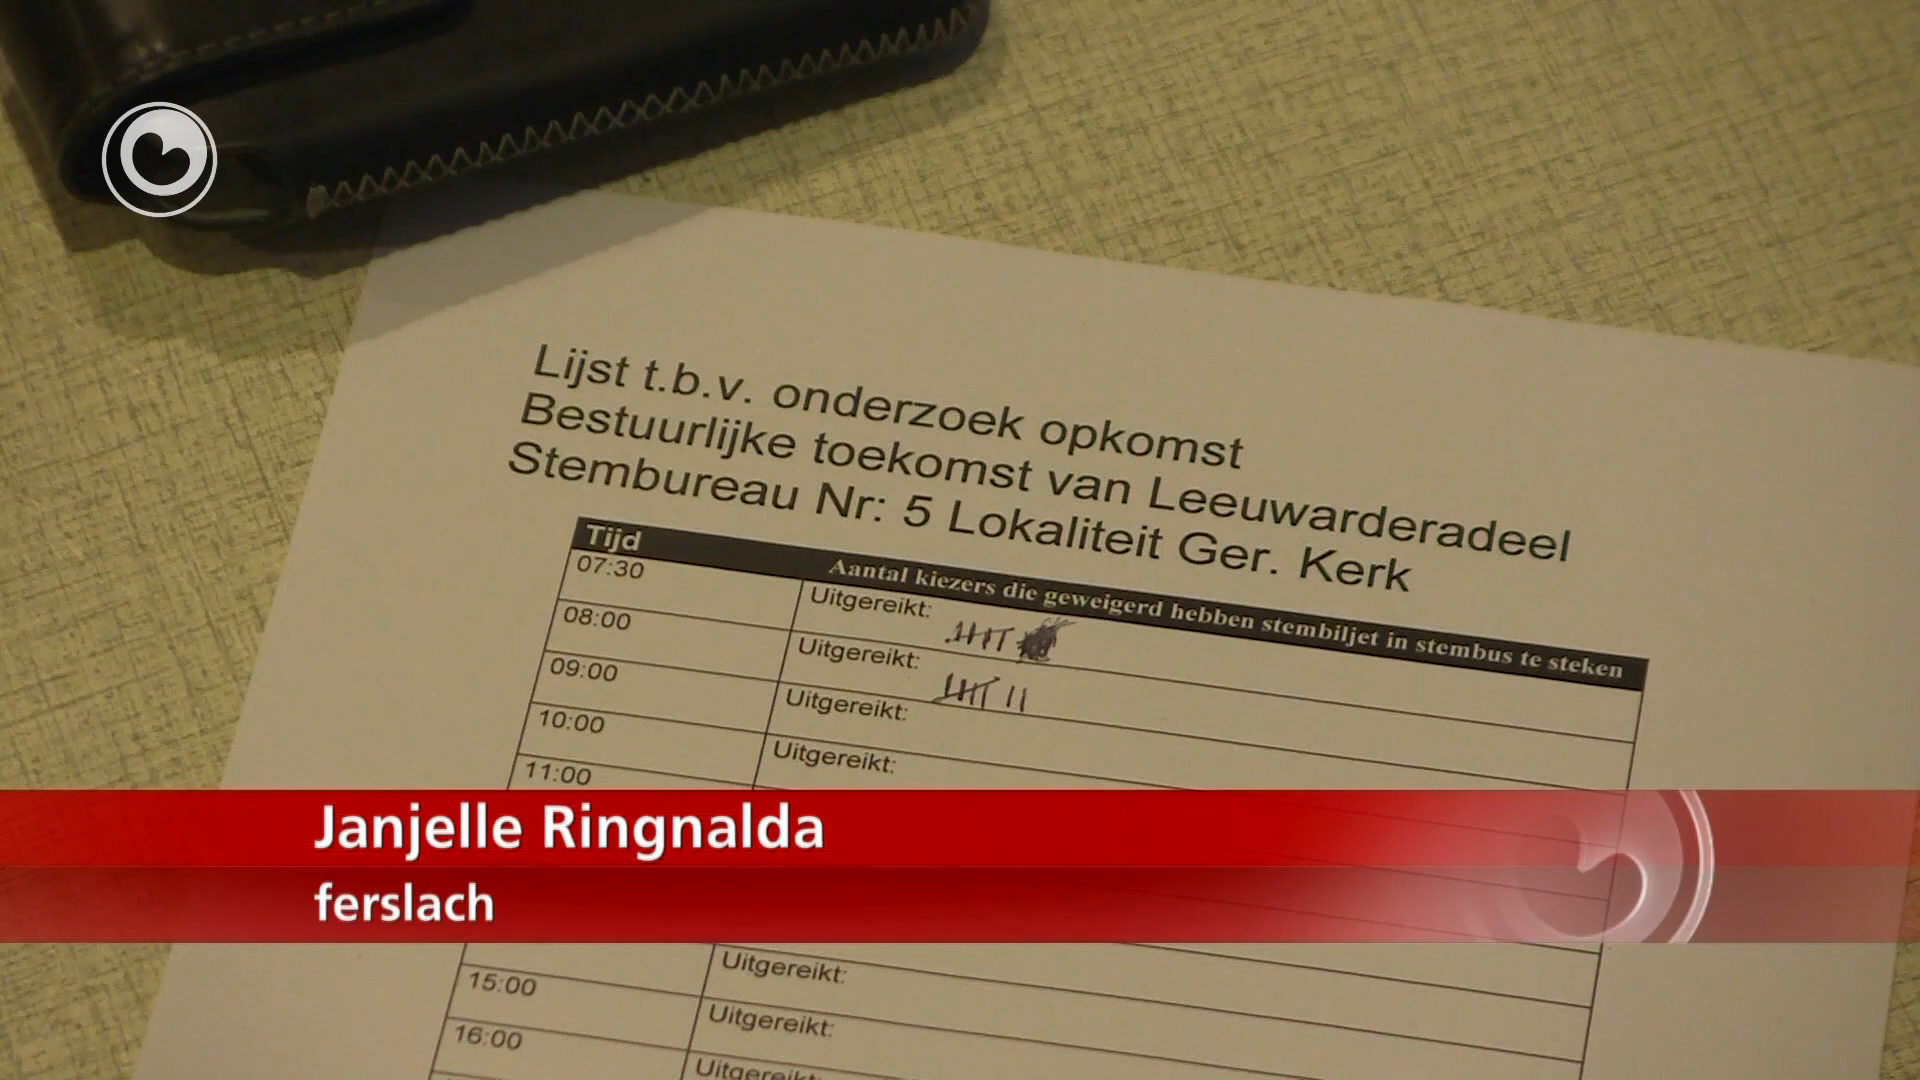 Lijst t.b.v. onderzoek opkomst
Bestuurlijke toekomst van Leeuwarderadeel
Stembureau Nr: 5 Lokaliteit Ger. Kerk
Tijd Aantal kiezers die geweigerd hebben stembiljet in stembus te steken
07:30 Uitgereikt:
08:00 Uitgereikt:
09:00 Uitgereikt:
10:00 Uitgereikt:
11:00
Janjelle Ringnalda
ferslach
Uitgereikt:
15:00 Uitgereikt:
16:00 Uitgereikt: